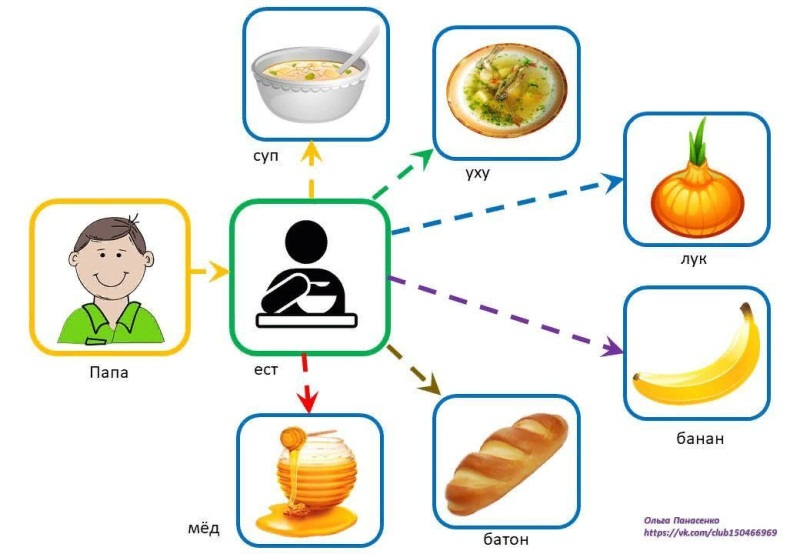 суп
уху
лук
Папа
ест
банан
мёд
батон
Ольга Панасенко
https://vk.com/club150466969